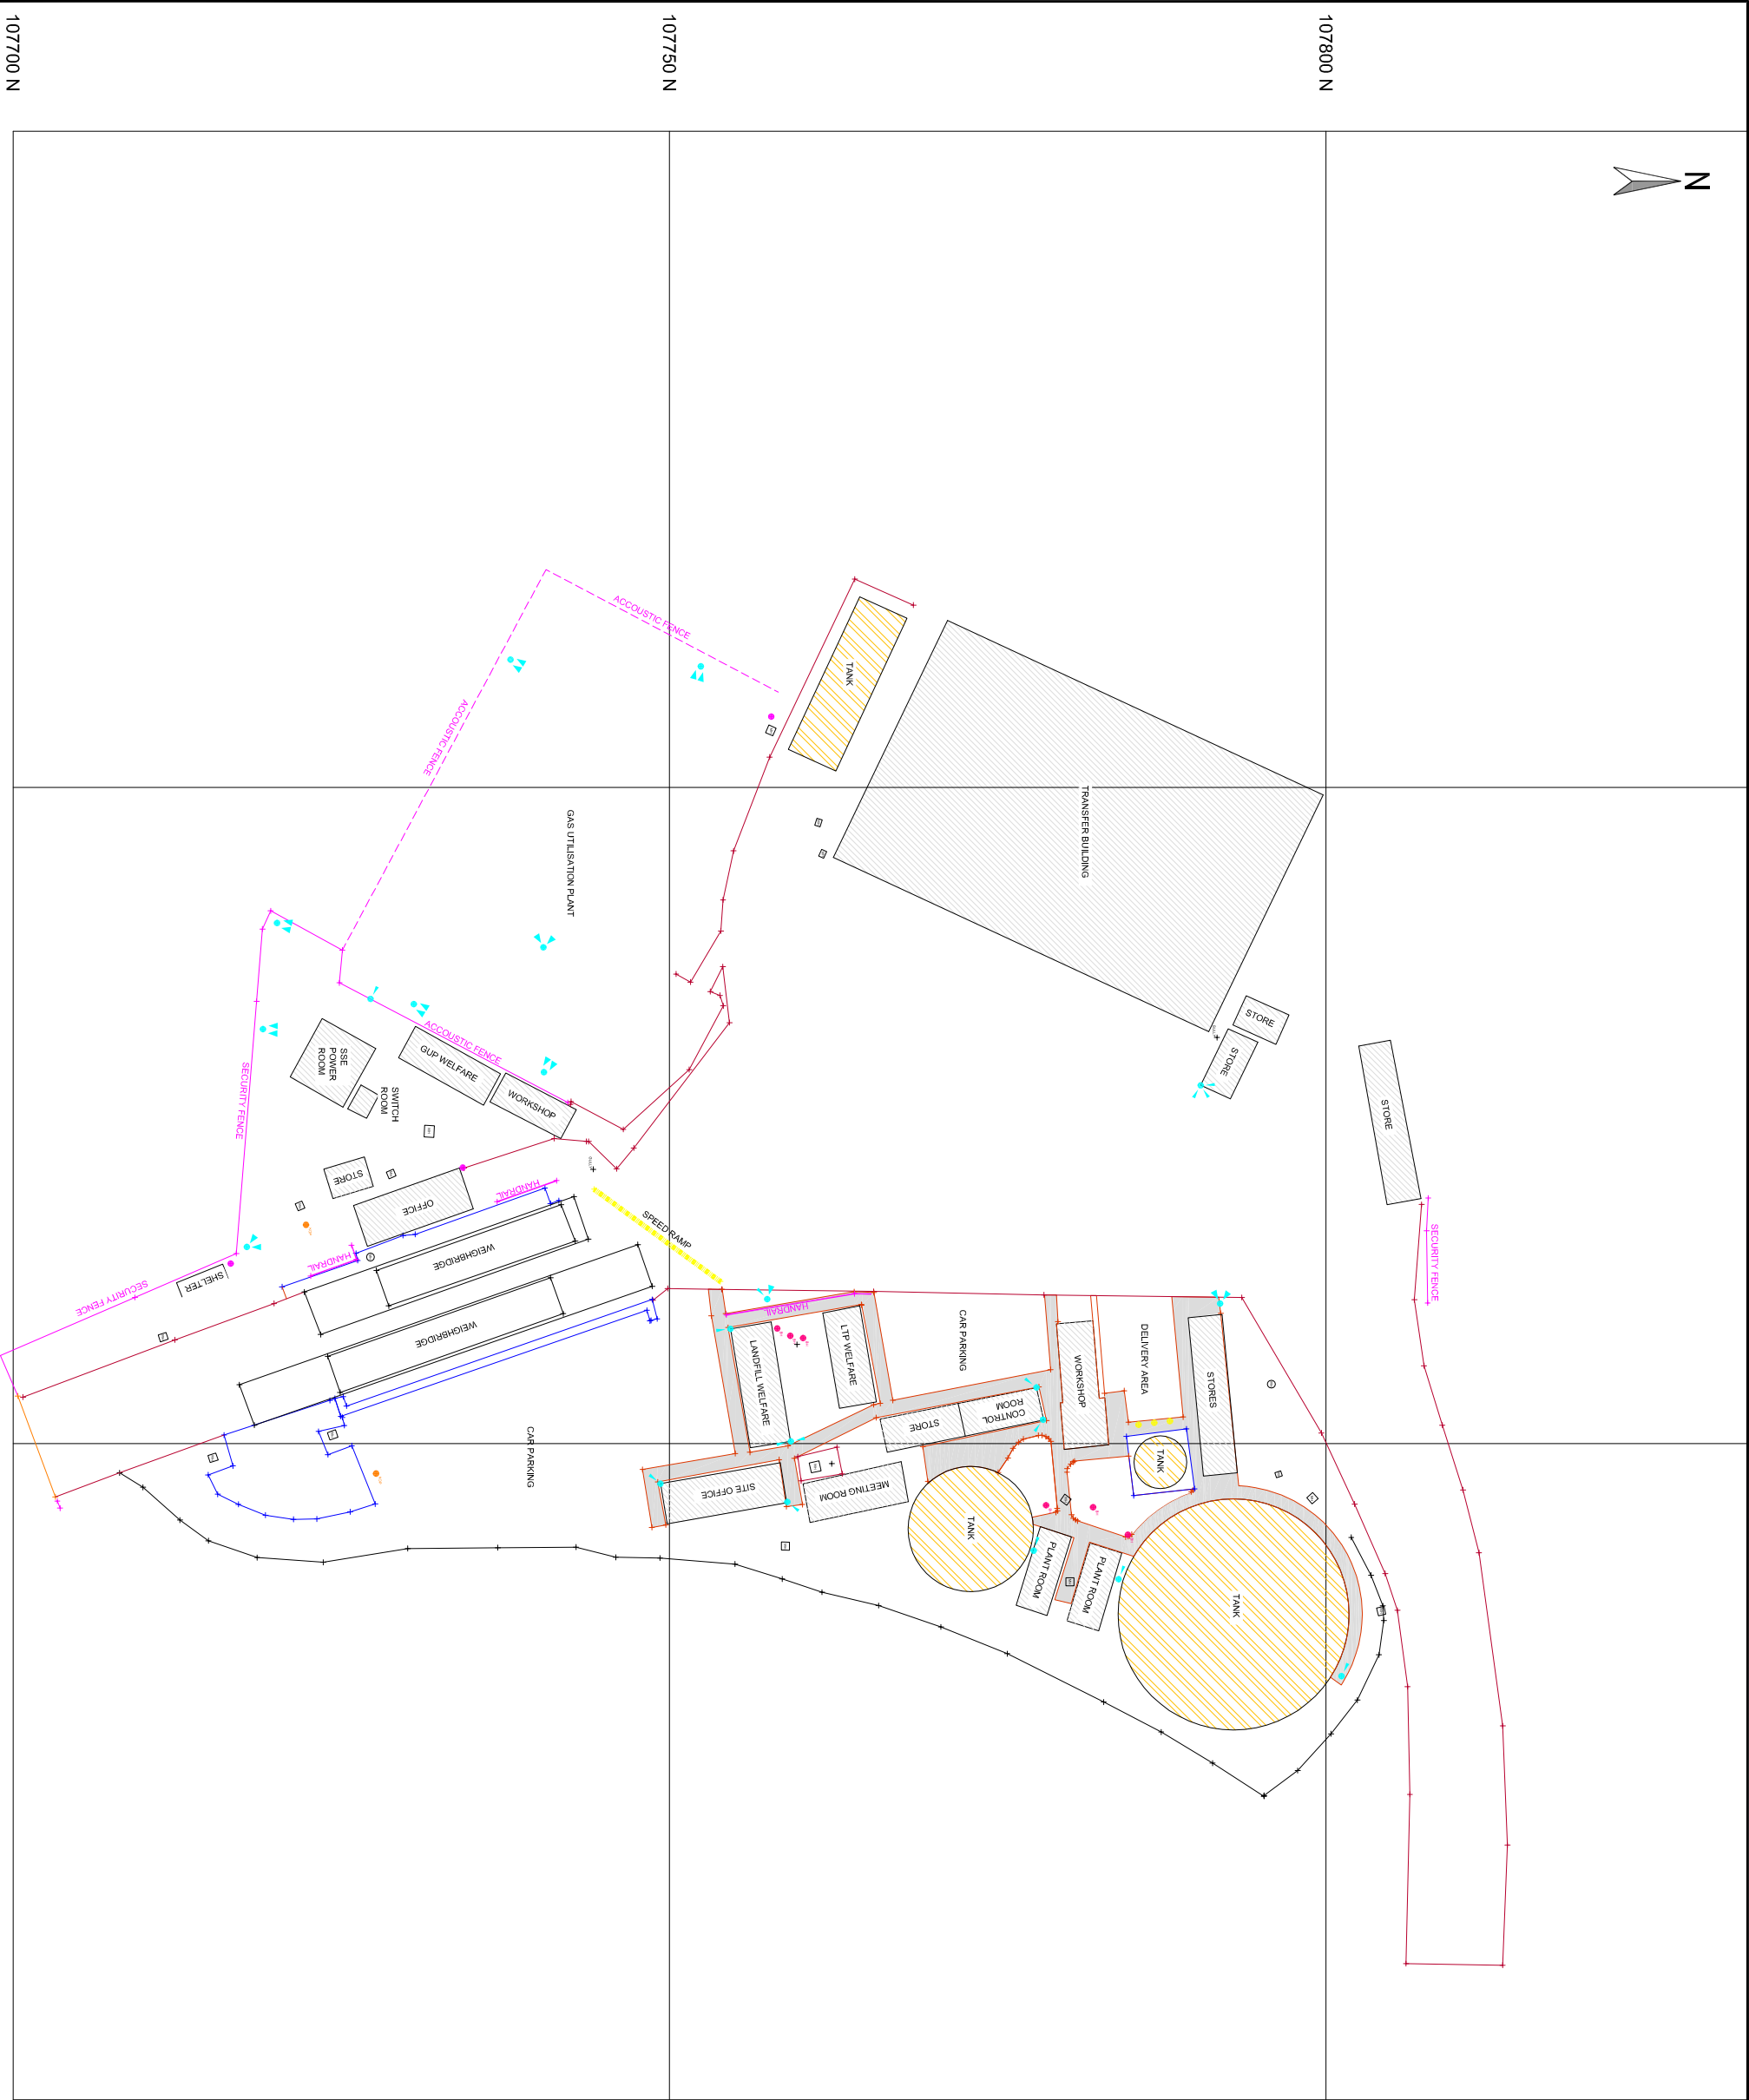 107700 N
107750 N
107800 N
N
ACCOUSTIC FENCE
TANK
ACCOUSTIC FENCE
TRANSFER BUILDING
GAS UTILISATION PLANT
STORE
STORE
ACCOUSTIC FENCE
GUP WELFARE
SSE
POWER
ROOM
SWITCH
ROOM
WORKSHOP
STORE
SECURITY FENCE
STORE
OFFICE
HANDRAIL
SPEED RAMP
WEIGHBRIDGE
HANDRAIL
SHELTER
SECURITY FENCE
SECURITY FENCE
WEIGHBRIDGE
HANDRAIL
LANDFILL WELFARE
LTP WELFARE
CAR PARKING
WORKSHOP
DELIVERY AREA
STORES
STORE
CONTROL
ROOM
CAR PARKING
SITE OFFICE
MEETING ROOM
TANK
TANK
PLANT ROOM
PLANT ROOM
TANK